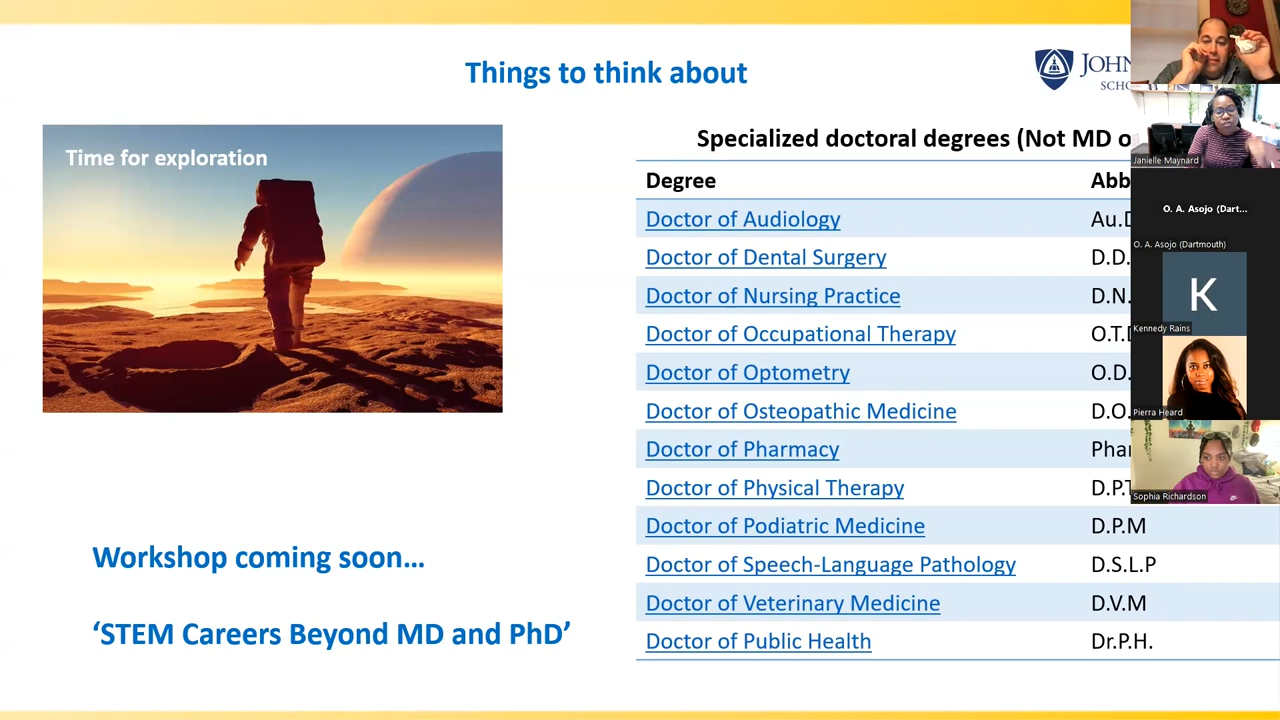 Things to think about
JOHN
SCHO
Time for exploration
Specialized doctoral degrees (Not MD o
Degree Abb
Doctor of Audiology Au.D
Doctor of Dental Surgery D.D.
Doctor of Nursing Practice D.N.
Doctor of Occupational Therapy O.T.D
Doctor of Optometry O.D.
Doctor of Osteopathic Medicine D.O.
Doctor of Pharmacy Phar
Doctor of Physical Therapy D.P.T
Doctor of Podiatric Medicine D.P.M
Doctor of Speech-Language Pathology D.S.L.P
Doctor of Veterinary Medicine D.V.M
Doctor of Public Health Dr.P.H.
Workshop coming soon…
‘STEM Careers Beyond MD and PhD’
Janielle Maynard
O. A. Asojo (Dart...
O. A. Asojo (Dartmouth)
K
Kennedy Rains
Pierra Heard
Sophia Richardson